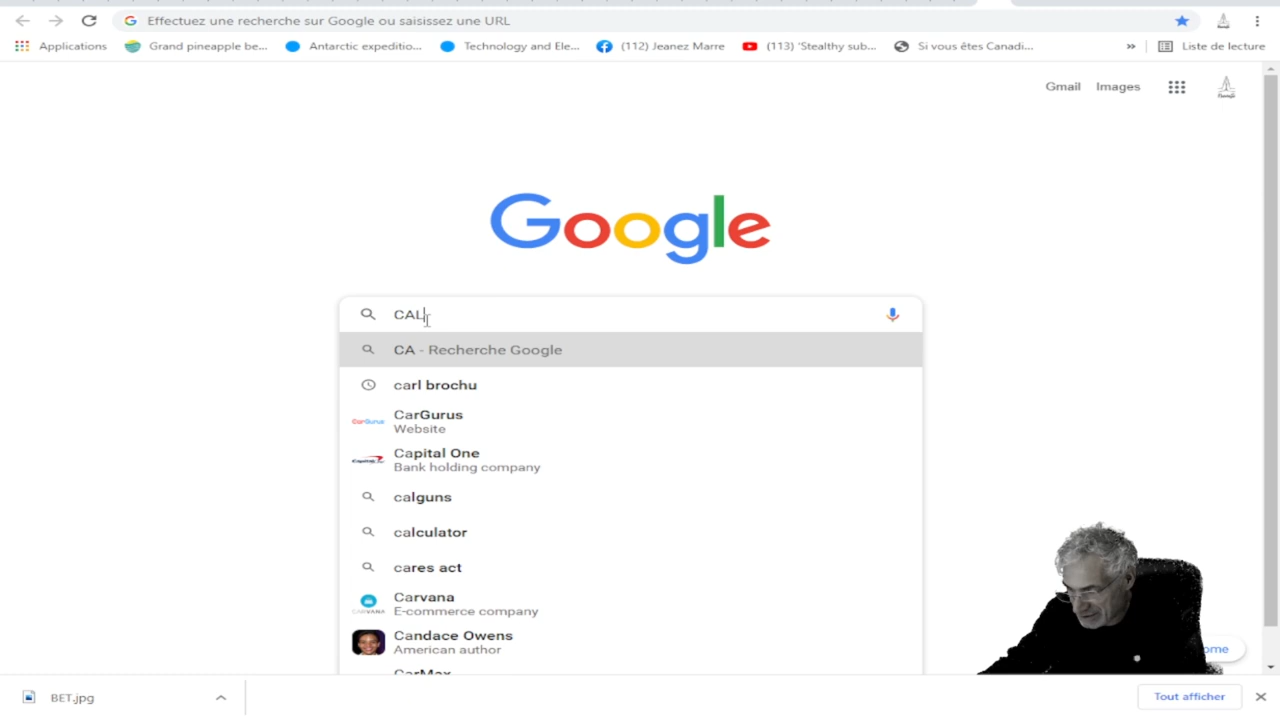 Effectuez une recherche sur Google ou saisissez une URL
Applications Grand pineapple be... Antarctic expeditio... Technology and Ele... (112) Jeanez Marre (113) 'Stealthy sub... Si vous êtes Canadi... » Liste de lecture
Gmail Images
Google
CAL
CA - Recherche Google
carl brochu
CarGurus
Website
Capital One
Bank holding company
calguns
calculator
cares act
Carvana
E-commerce company
Candace Owens
American author
CarMax
BET.jpg Tout afficher